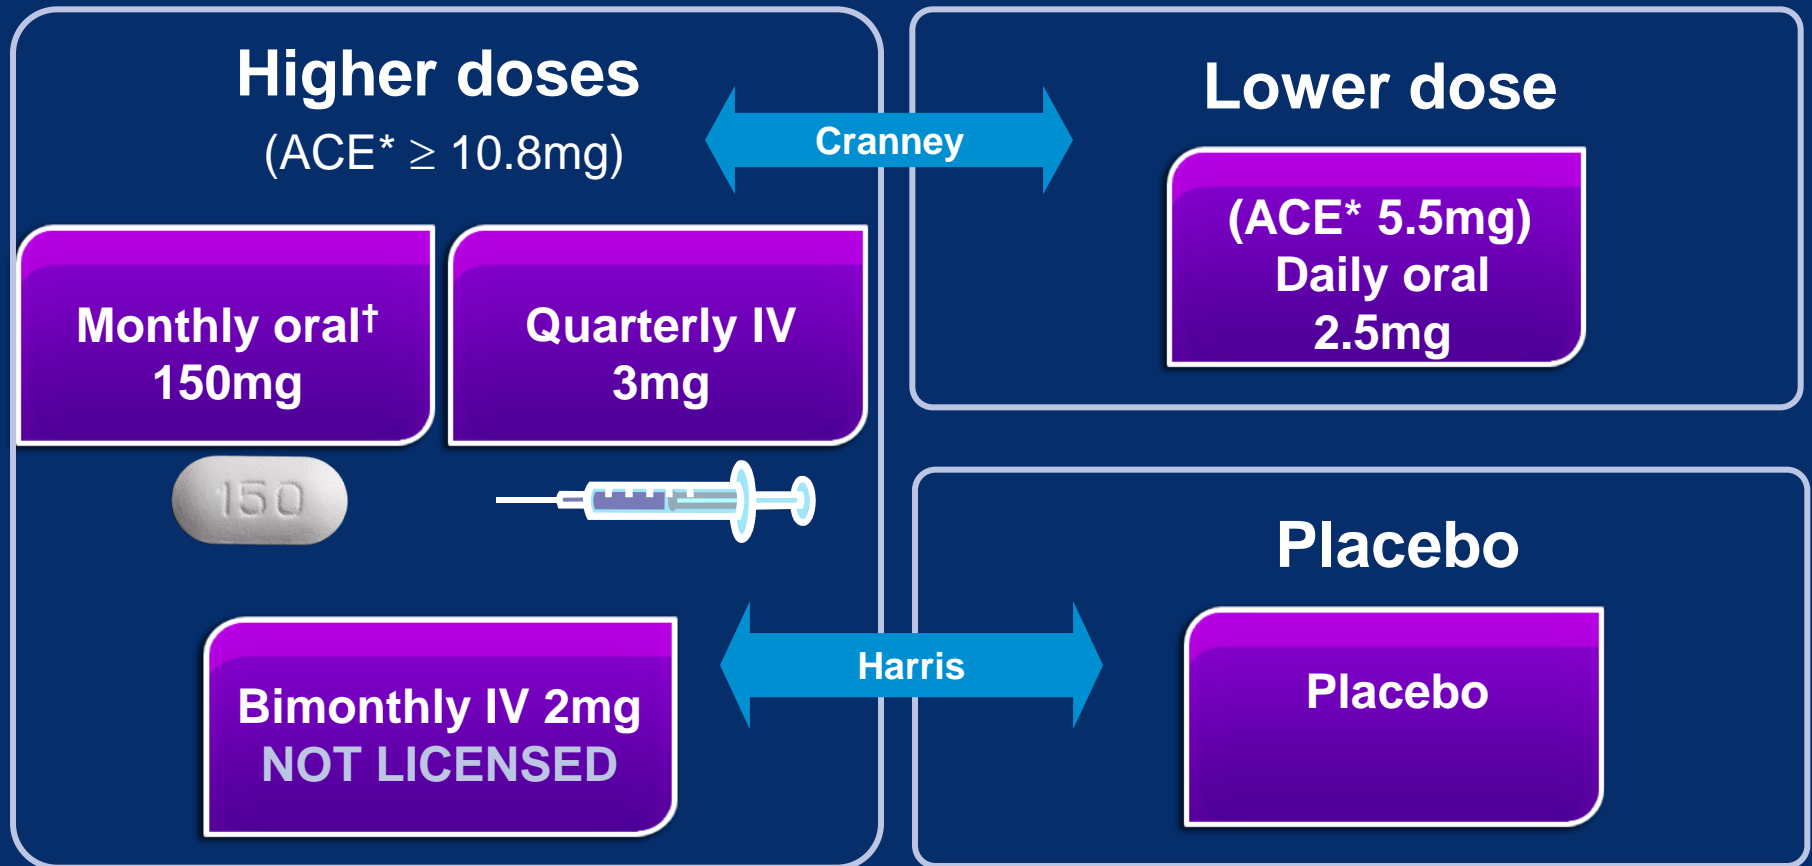 Higher doses
(ACE* ≥ 10.8mg)
Cranney
Lower dose
(ACE* 5.5mg)
Daily oral
2.5mg
Monthly oral†
150mg
Quarterly IV
3mg
150
Bimonthly IV 2mg
NOT LICENSED
Harris
Placebo
Placebo